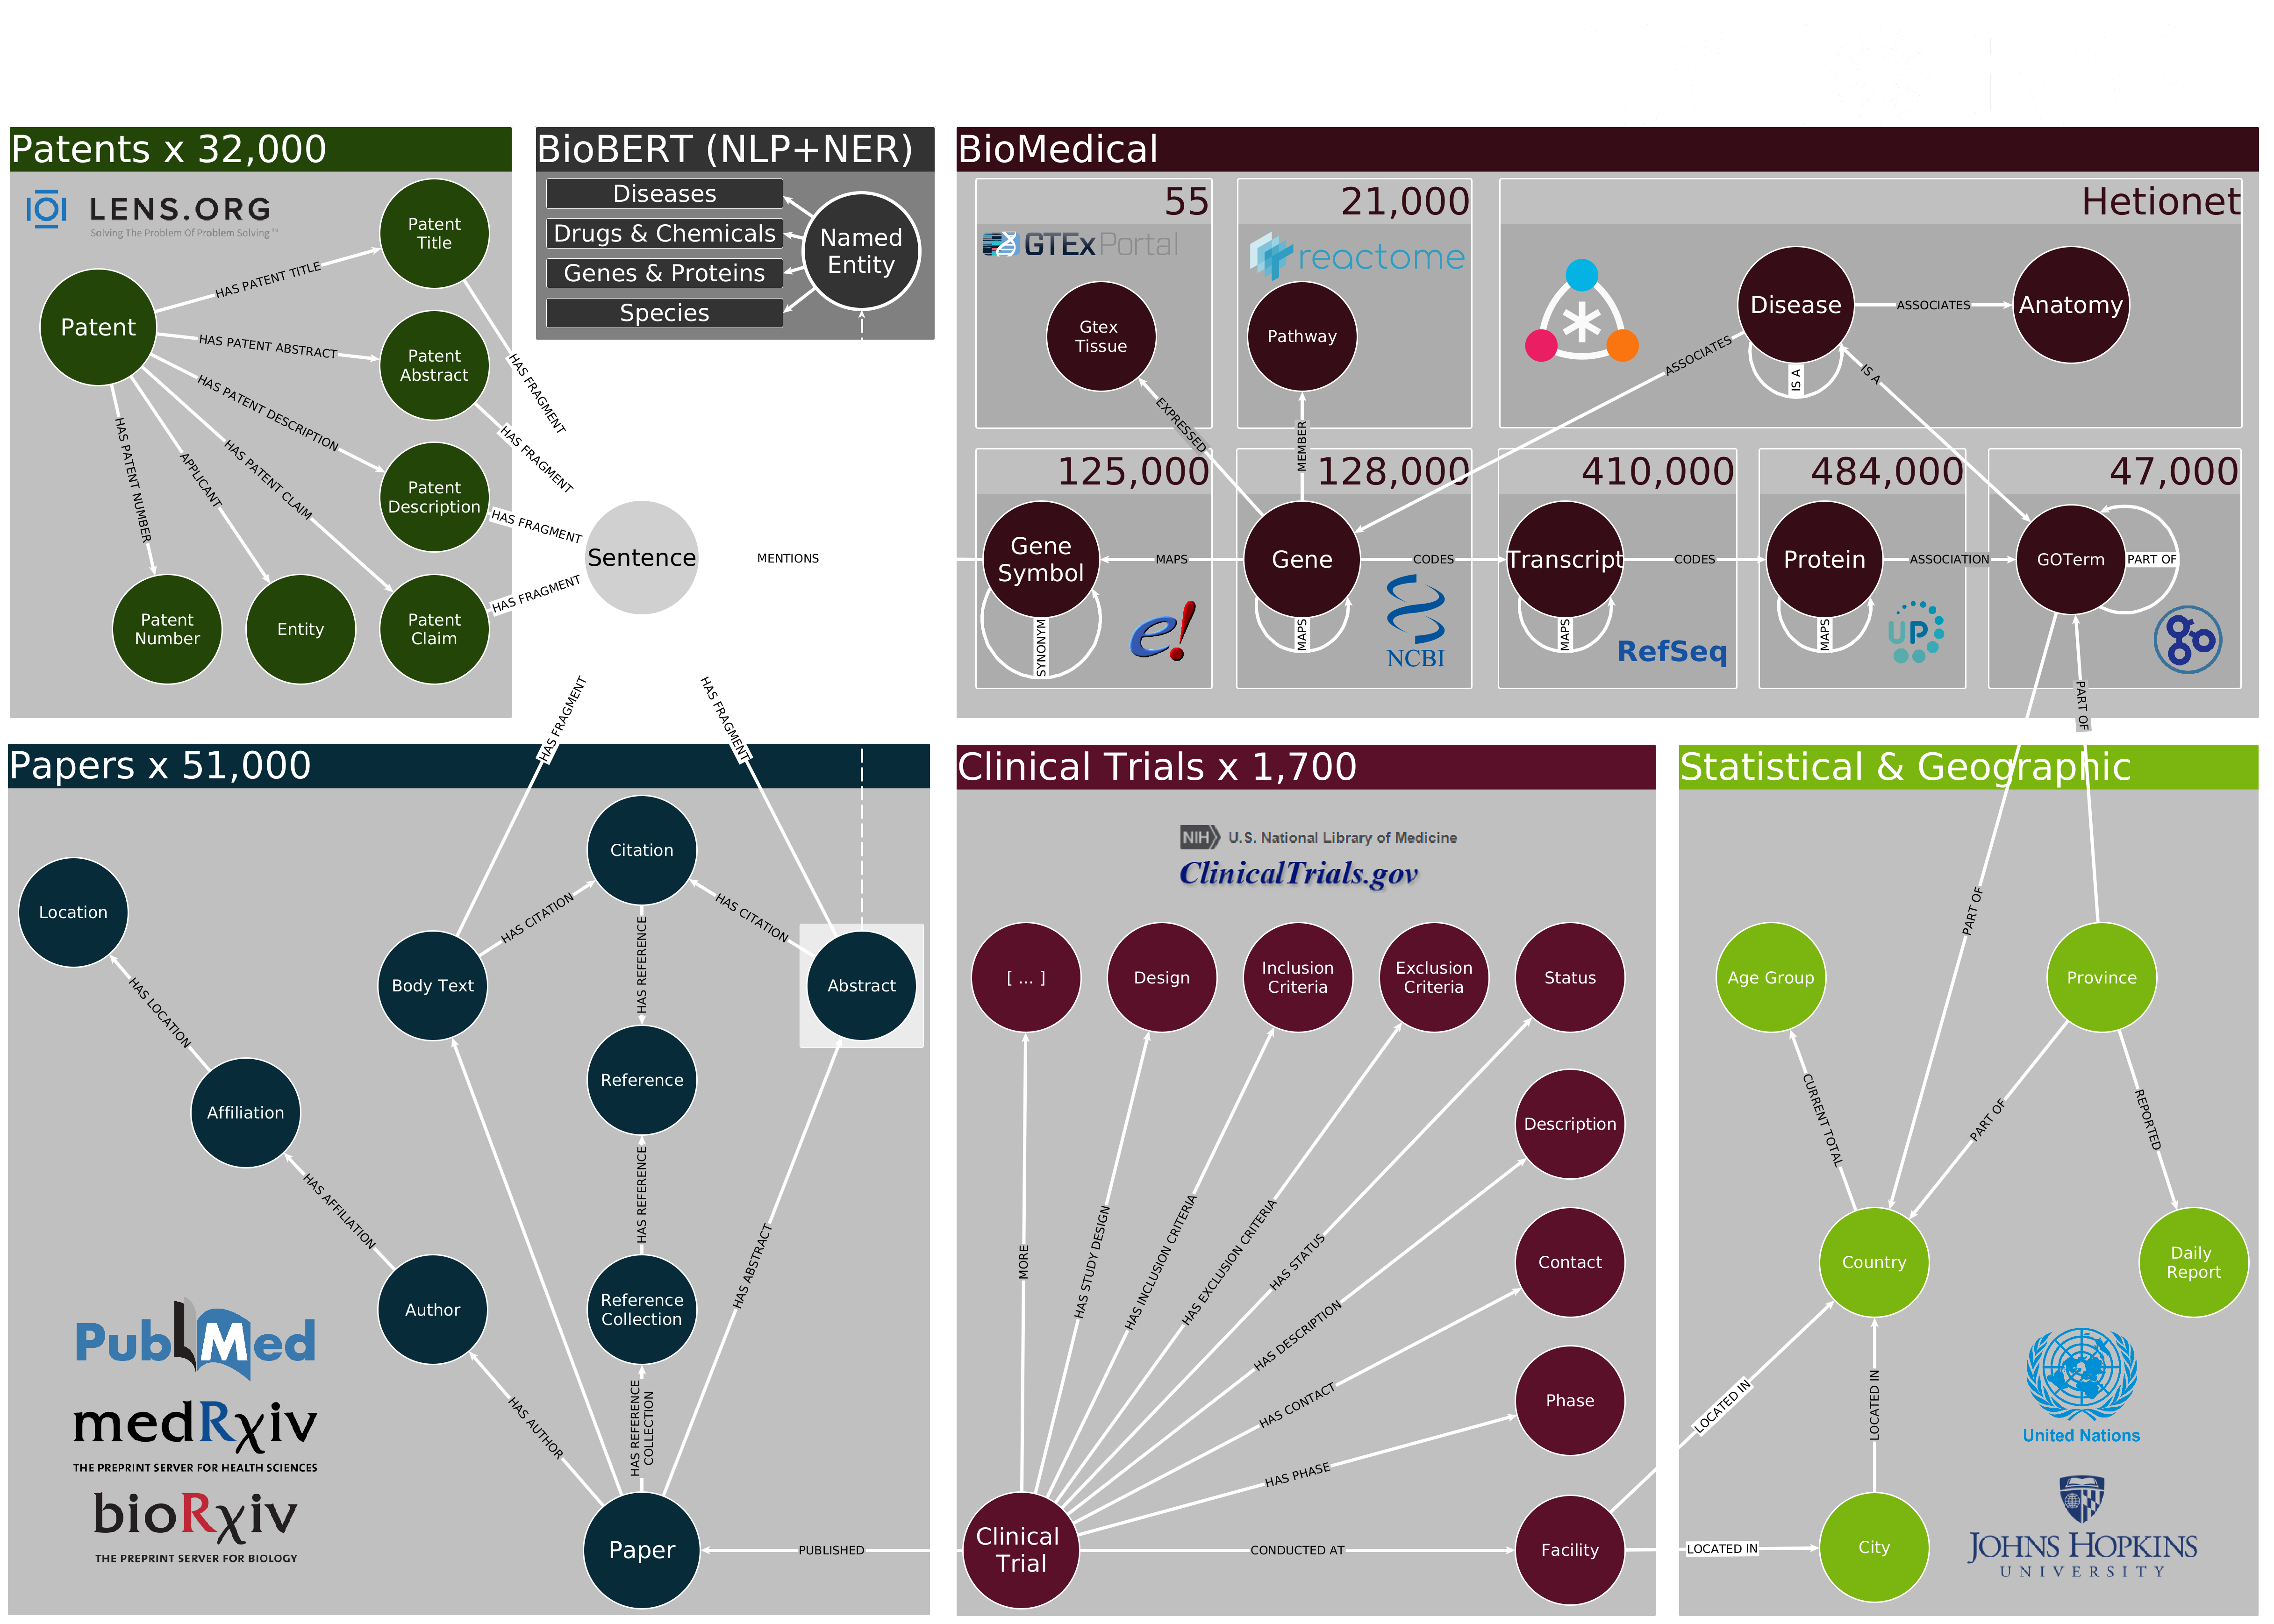 Patents x 32,000
LENS.ORG
Solving The Problem Of Problem Solving™
Patent
Title
HAS PATENT TITLE
Patent
HAS PATENT ABSTRACT
Patent
Abstract
HAS PATENT DESCRIPTION
HAS PATENT CLAIM
APPLICANT
HAS PATENT NUMBER
Patent
Description
Patent
Number
Entity
Patent
Claim
HAS FRAGMENT
HAS FRAGMENT
HAS FRAGMENT
HAS FRAGMENT
Sentence
MENTIONS
HAS FRAGMENT
HAS FRAGMENT
BioBERT (NLP+NER)
Diseases
Drugs & Chemicals
Genes & Proteins
Species
Named
Entity
BioMedical
55
GTEx Portal
Gtex
Tissue
21,000
reactome
Pathway
Hetionet
Disease
ASSOCIATES
Anatomy
IS A
IS A
ASSOCIATES
EXPRESSED
MEMBER
125,000
Gene
Symbol
SYNONYM
e!
MAPS
128,000
Gene
MAPS
NCBI
CODES
410,000
Transcript
MAPS
RefSeq
CODES
484,000
Protein
MAPS
UP
ASSOCIATION
47,000
GOTerm
PART OF
go
PART OF
Papers x 51,000
Citation
Location
HAS CITATION
HAS CITATION
HAS REFERENCE
Body Text
Abstract
HAS LOCATION
Reference
Affiliation
HAS REFERENCE
HAS AFFILIATION
HAS ABSTRACT
Author
Reference
Collection
PubMed
HAS AUTHOR
HAS REFERENCE
COLLECTION
medRχiv
THE PREPRINT SERVER FOR HEALTH SCIENCES
bioRχiv
THE PREPRINT SERVER FOR BIOLOGY
Paper
PUBLISHED
Clinical Trials x 1,700
NIH U.S. National Library of Medicine
ClinicalTrials.gov
[ ... ]
Design
Inclusion
Criteria
Exclusion
Criteria
Status
Description
Contact
Phase
MORE
HAS STUDY DESIGN
HAS INCLUSION CRITERIA
HAS EXCLUSION CRITERIA
HAS STATUS
HAS DESCRIPTION
HAS CONTACT
HAS PHASE
Clinical
Trial
CONDUCTED AT
Facility
Statistical & Geographic
PART OF
Age Group
Province
CURRENT TOTAL
PART OF
REPORTED
Country
Daily
Report
LOCATED IN
LOCATED IN
United Nations
LOCATED IN
City
JOHNS HOPKINS
UNIVERSITY